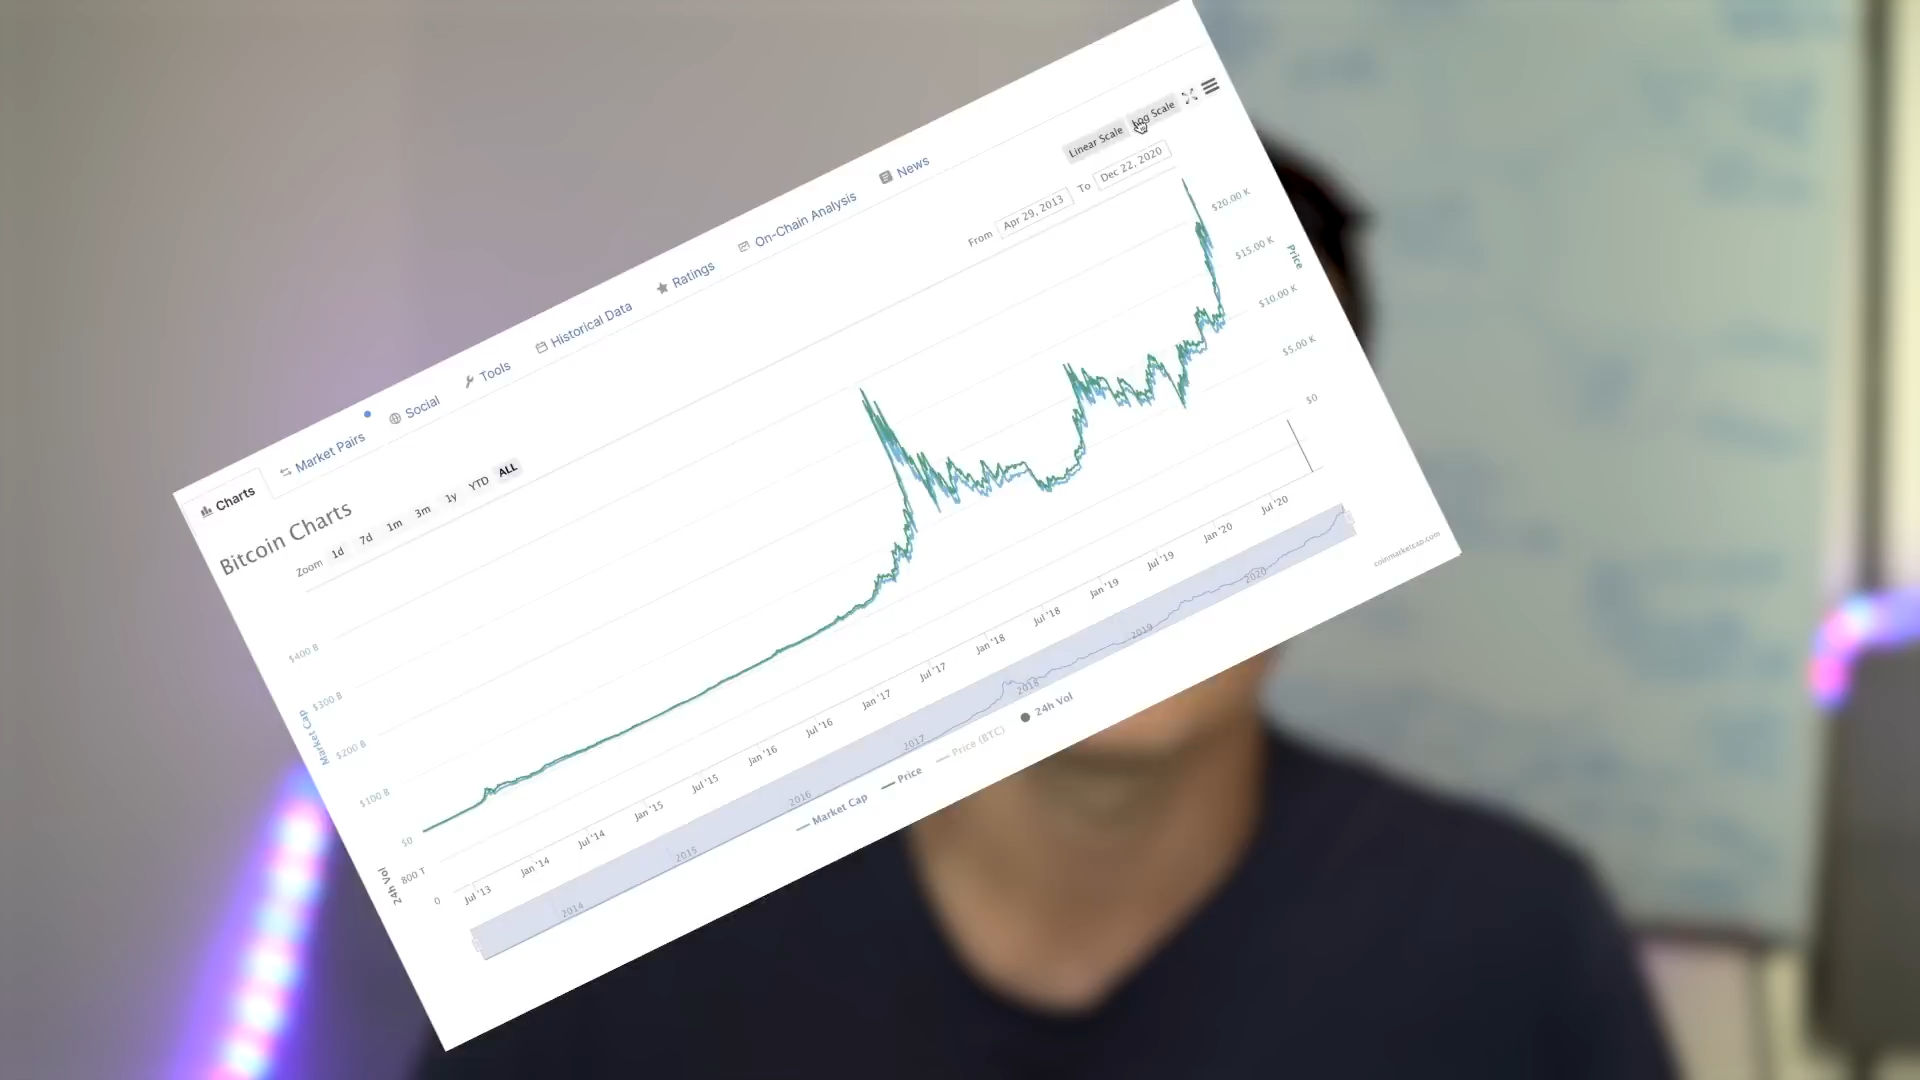 Charts
Market Pairs
Social
Tools
Historical Data
Ratings
On-Chain Analysis
News
Bitcoin Charts
Linear Scale
Log Scale
Zoom 1d 7d 1m 3m 1y YTD ALL
From Apr 29, 2013 To Dec 22, 2020
$400 B
$300 B
$200 B
$100 B
$0
Market Cap
$20.00 K
$15.00 K
$10.00 K
$5.00 K
$0
Price
800 T
0
24h Vol
Jul '13 Jan '14 Jul '14 Jan '15 Jul '15 Jan '16 Jul '16 Jan '17 Jul '17 Jan '18 Jul '18 Jan '19 Jul '19 Jan '20 Jul '20
2014 2015 2016 2017 2018 2019 2020
Market Cap Price Price (BTC) 24h Vol
coinmarketcap.com